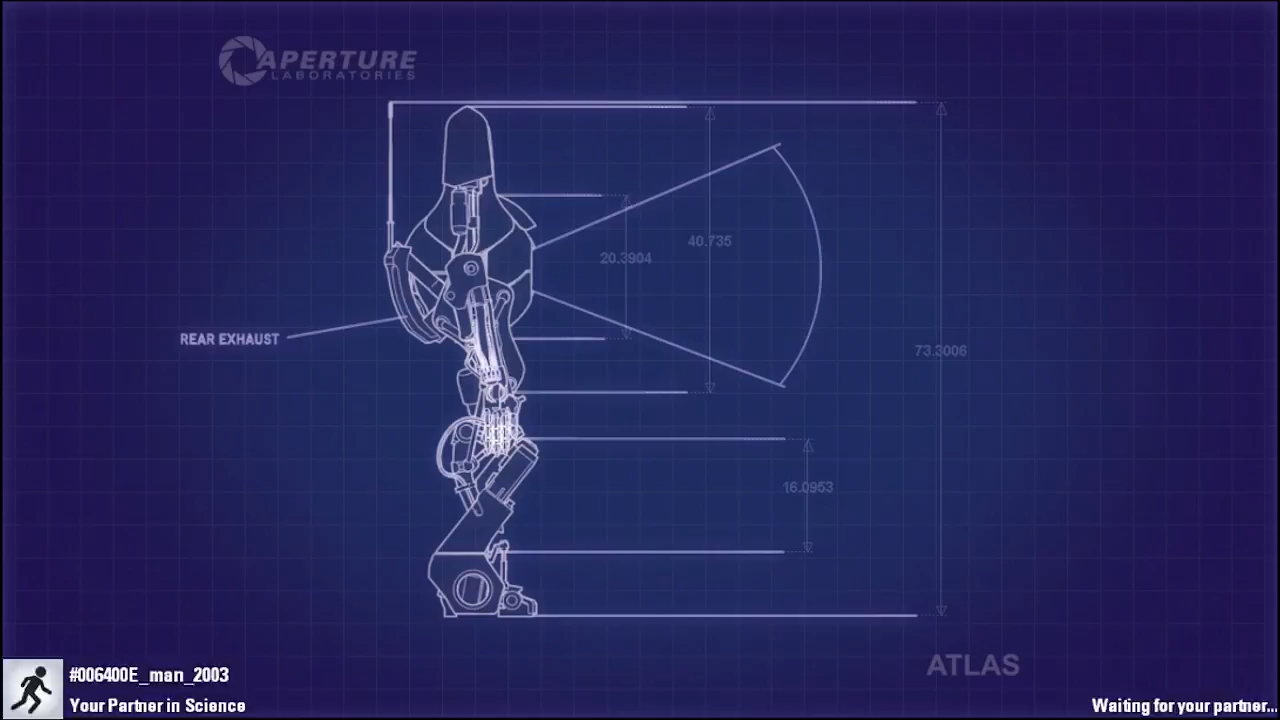 APERTURE
LABORATORIES
40.735
20.3904
REAR EXHAUST
73.3006
16.0953
ATLAS
#006400E_man_2003
Your Partner in Science
Waiting for your partner...